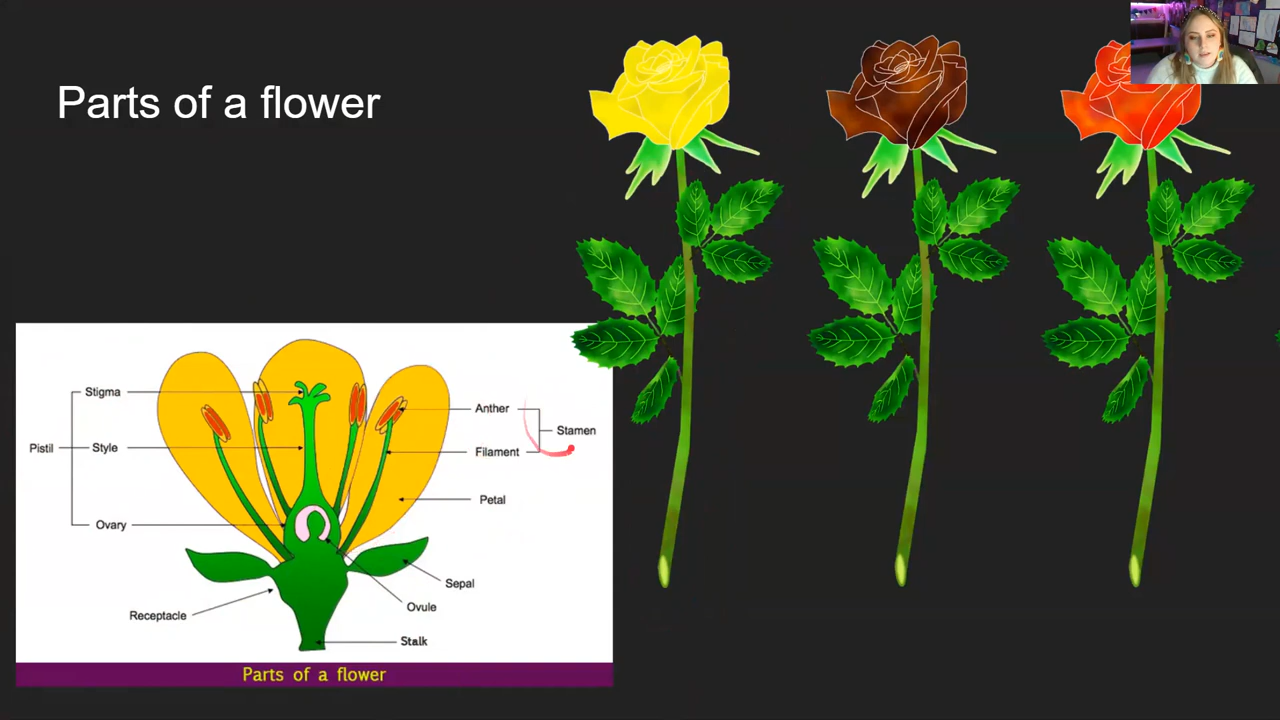 Parts of a flower
Stigma
Anther
Stamen
Pistil
Style
Filament
Petal
Ovary
Sepal
Ovule
Receptacle
Stalk
Parts of a flower